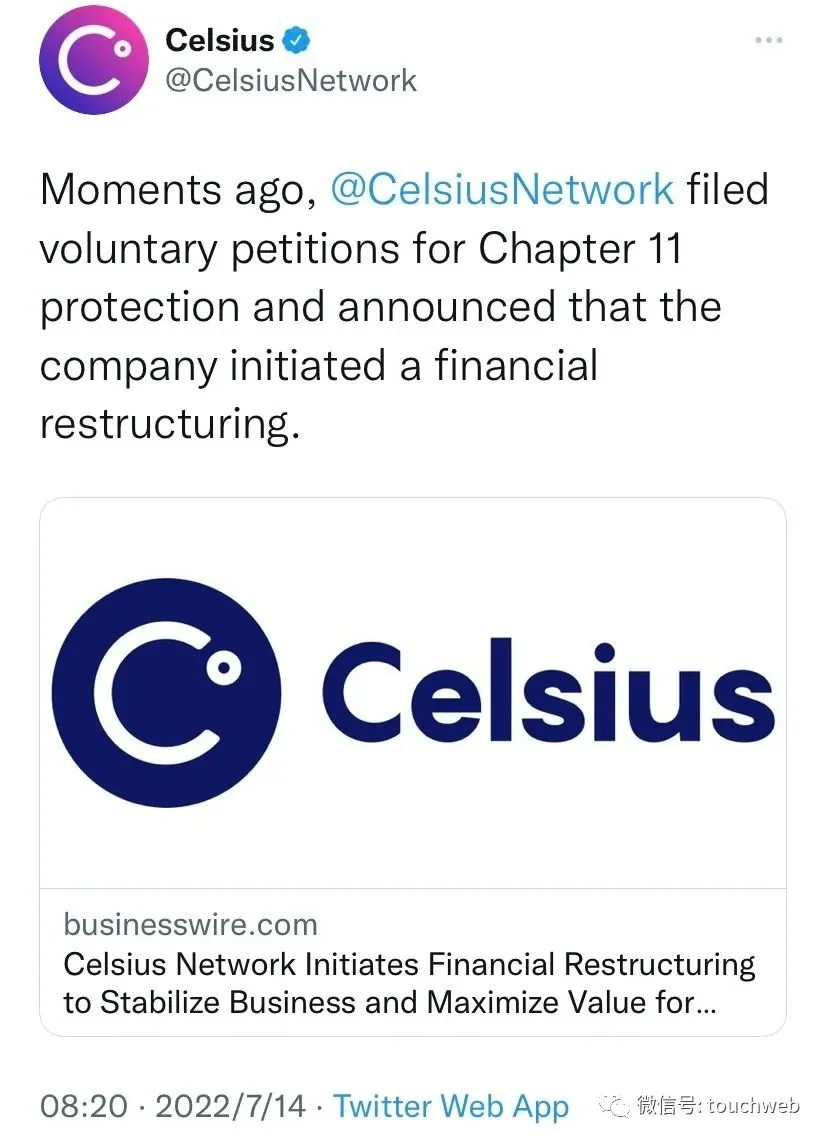 Celsius
@CelsiusNetwork
Moments ago, @CelsiusNetwork filed
voluntary petitions for Chapter 11
protection and announced that the
company initiated a financial
restructuring.
Celsius
businesswire.com
Celsius Network Initiates Financial Restructuring
to Stabilize Business and Maximize Value for...
08:20 · 2022/7/14 · Twitter Web App
微信号: touchweb